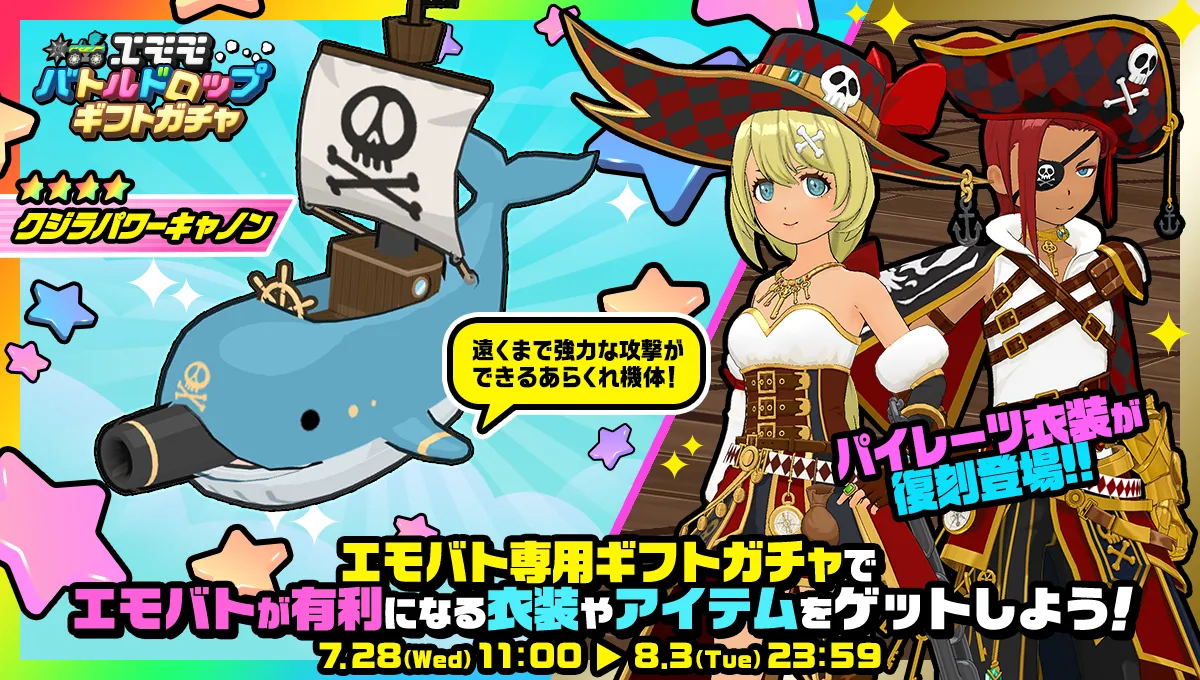 エモモ
バトルドロップ
ギフトガチャ
★★★★
クジラパワーキャノン
遠くまで強力な攻撃が
できるあらくれ機体!
パイレーツ衣装が
復刻登場!!
エモバト専用ギフトガチャで
エモバトが有利になる衣装やアイテムをゲットしよう!
7.28(Wed)11:00 ▶ 8.3(Tue)23:59